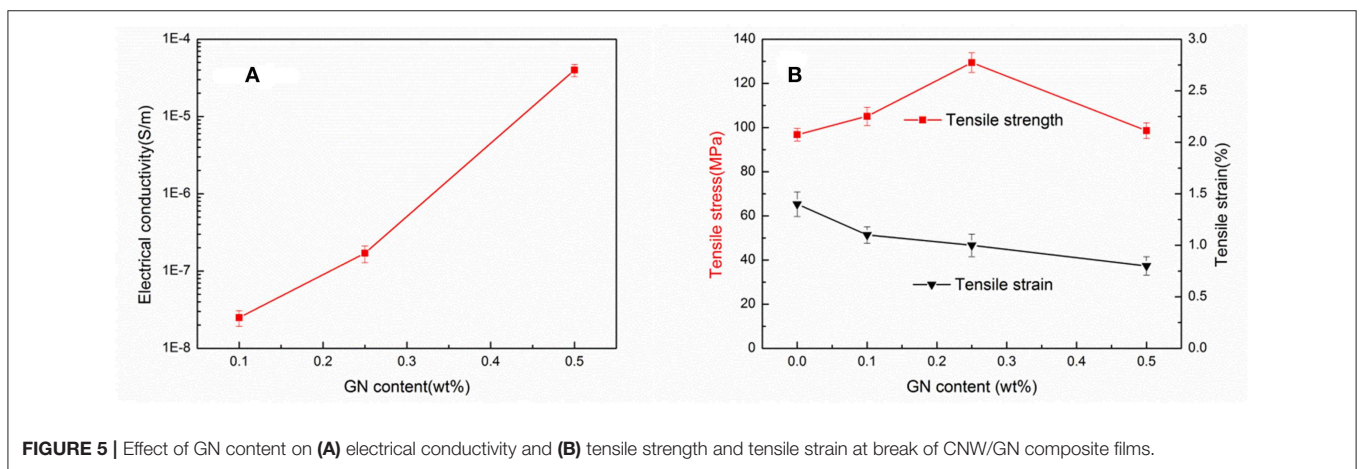 A
Electrical conductivity(S/m)
1E-4
1E-5
1E-6
1E-7
1E-8
0.1 0.2 0.3 0.4 0.5
GN content(wt%)
B
Tensile stress(MPa)
140
120
100
80
60
40
20
0
Tensile strength
Tensile strain
3.0
2.5
2.0
1.5
1.0
0.5
0.0
Tensile strain(%)
0.0 0.1 0.2 0.3 0.4 0.5
GN content (wt%)
FIGURE 5 | Effect of GN content on (A) electrical conductivity and (B) tensile strength and tensile strain at break of CNW/GN composite films.